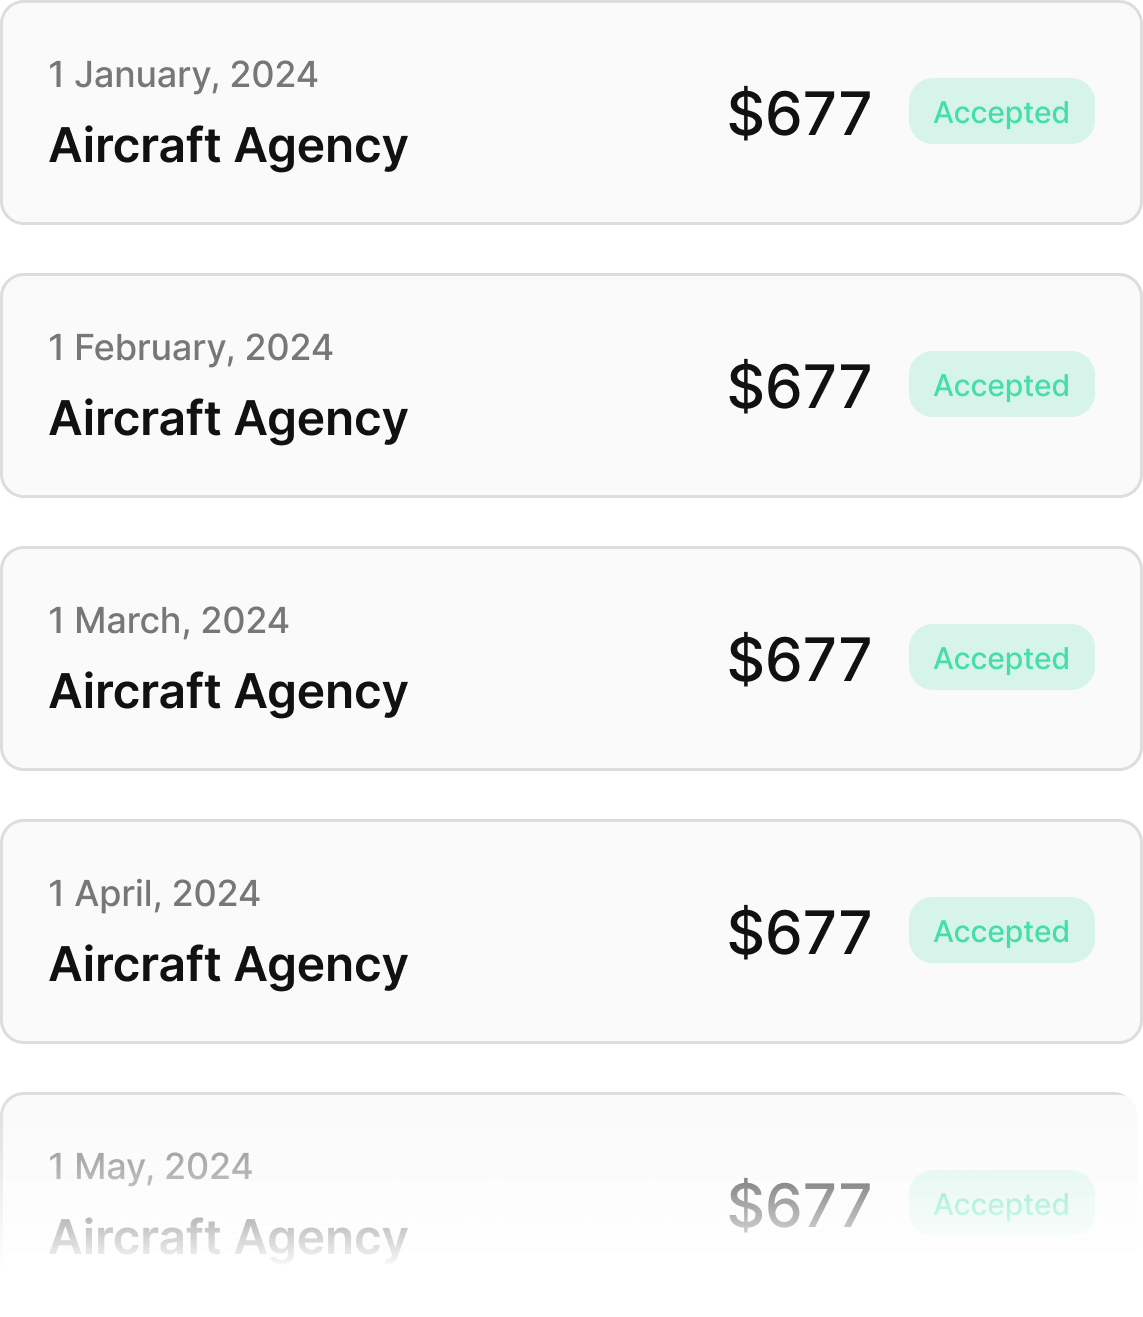 1 January, 2024
Aircraft Agency
$677
Accepted
1 February, 2024
Aircraft Agency
$677
Accepted
1 March, 2024
Aircraft Agency
$677
Accepted
1 April, 2024
Aircraft Agency
$677
Accepted
1 May, 2024
Aircraft Agency
$677
Accepted